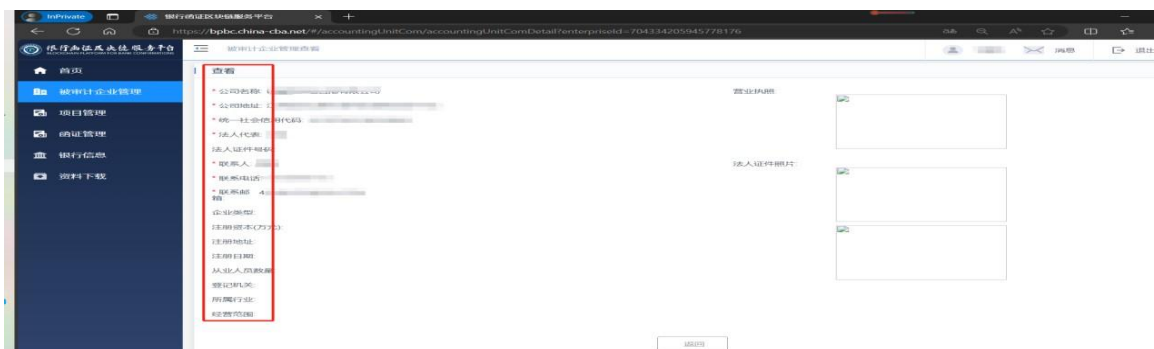 InPrivate 银行函证区块链服务平台
https://bpbc.china-cba.net/#/accountingUnitCom/accountingUnitComDetail?enterpriseId=704334205945778176
银行函证区块链服务平台 被审计企业管理查看 消息 退出
BLOCKCHAIN PLATFORM FOR BANK CONFIRMATIONS
首页
被审计企业管理
项目管理
函证管理
银行信息
资料下载
查看
* 公司名称:
* 公司地址:
* 统一社会信用代码:
* 法人代表:
法人证件号码:
* 联系人:
* 联系电话:
* 联系邮箱 4
企业类型:
注册资本(万元):
注册地址:
注册日期:
从业人员数量
登记机关:
所属行业:
经营范围:
营业执照:
法人证件照片:
返回